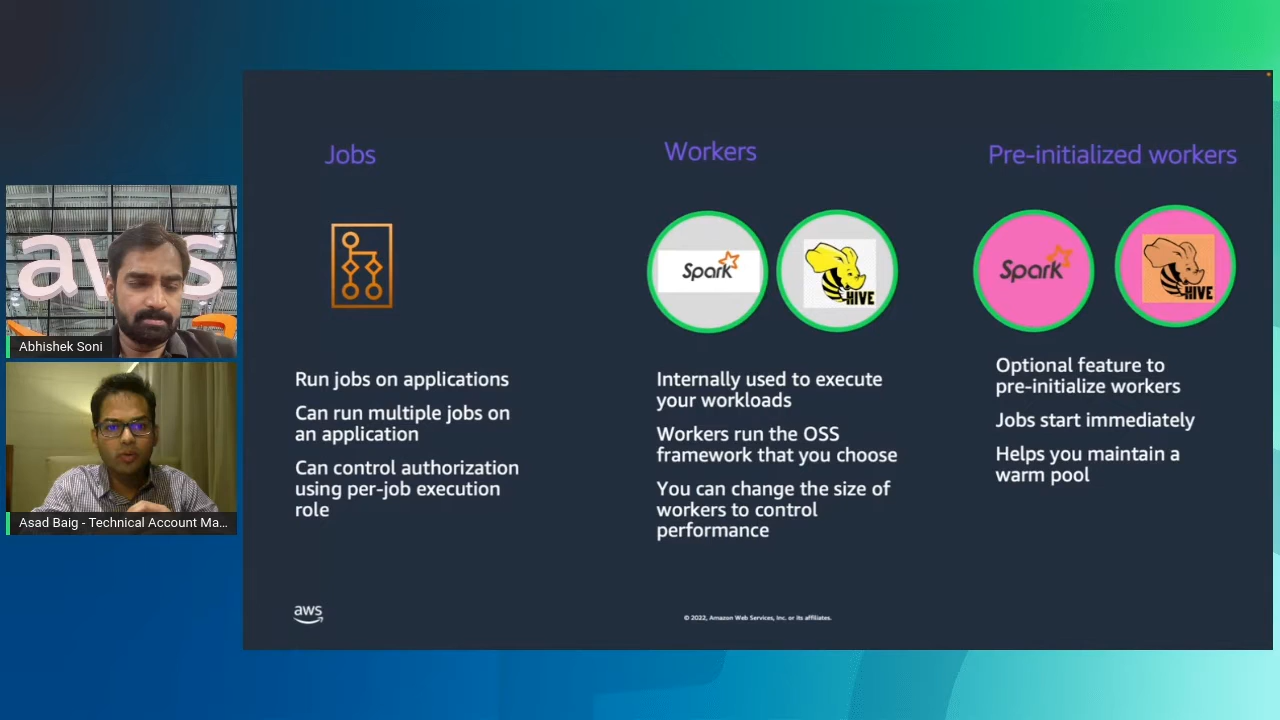 Jobs
Workers
Pre-initialized workers
Spark
HIVE
Spark
HIVE
Run jobs on applications
Can run multiple jobs on
an application
Can control authorization
using per-job execution
role
Internally used to execute
your workloads
Workers run the OSS
framework that you choose
You can change the size of
workers to control
performance
Optional feature to
pre-initialize workers
Jobs start immediately
Helps you maintain a
warm pool
aws
© 2022, Amazon Web Services, Inc. or its affiliates.
aws
Abhishek Soni
Asad Baig - Technical Account Ma...